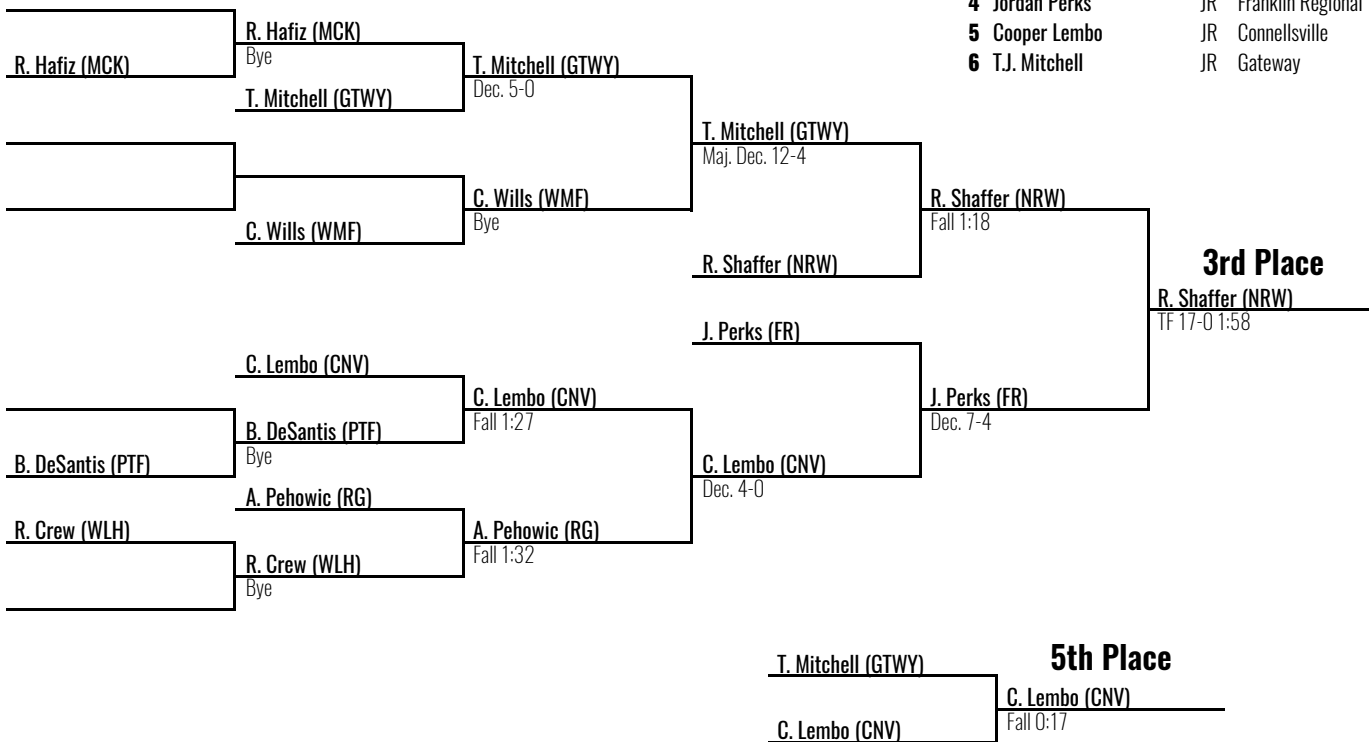 4 Jordan Perks JR Franklin Regional
5 Cooper Lembo JR Connellsville
6 T.J. Mitchell JR Gateway
R. Hafiz (MCK)
R. Hafiz (MCK)
Bye
T. Mitchell (GTWY)
T. Mitchell (GTWY)
Dec. 5-0
C. Wills (WMF)
C. Wills (WMF)
Bye
T. Mitchell (GTWY)
Maj. Dec. 12-4
R. Shaffer (NRW)
R. Shaffer (NRW)
Fall 1:18
3rd Place
R. Shaffer (NRW)
TF 17-0 1:58
J. Perks (FR)
J. Perks (FR)
Dec. 7-4
C. Lembo (CNV)
C. Lembo (CNV)
Fall 1:27
B. DeSantis (PTF)
Bye
B. DeSantis (PTF)
C. Lembo (CNV)
Dec. 4-0
A. Pehowic (RG)
R. Crew (WLH)
A. Pehowic (RG)
Fall 1:32
R. Crew (WLH)
Bye
5th Place
T. Mitchell (GTWY)
C. Lembo (CNV)
Fall 0:17
C. Lembo (CNV)